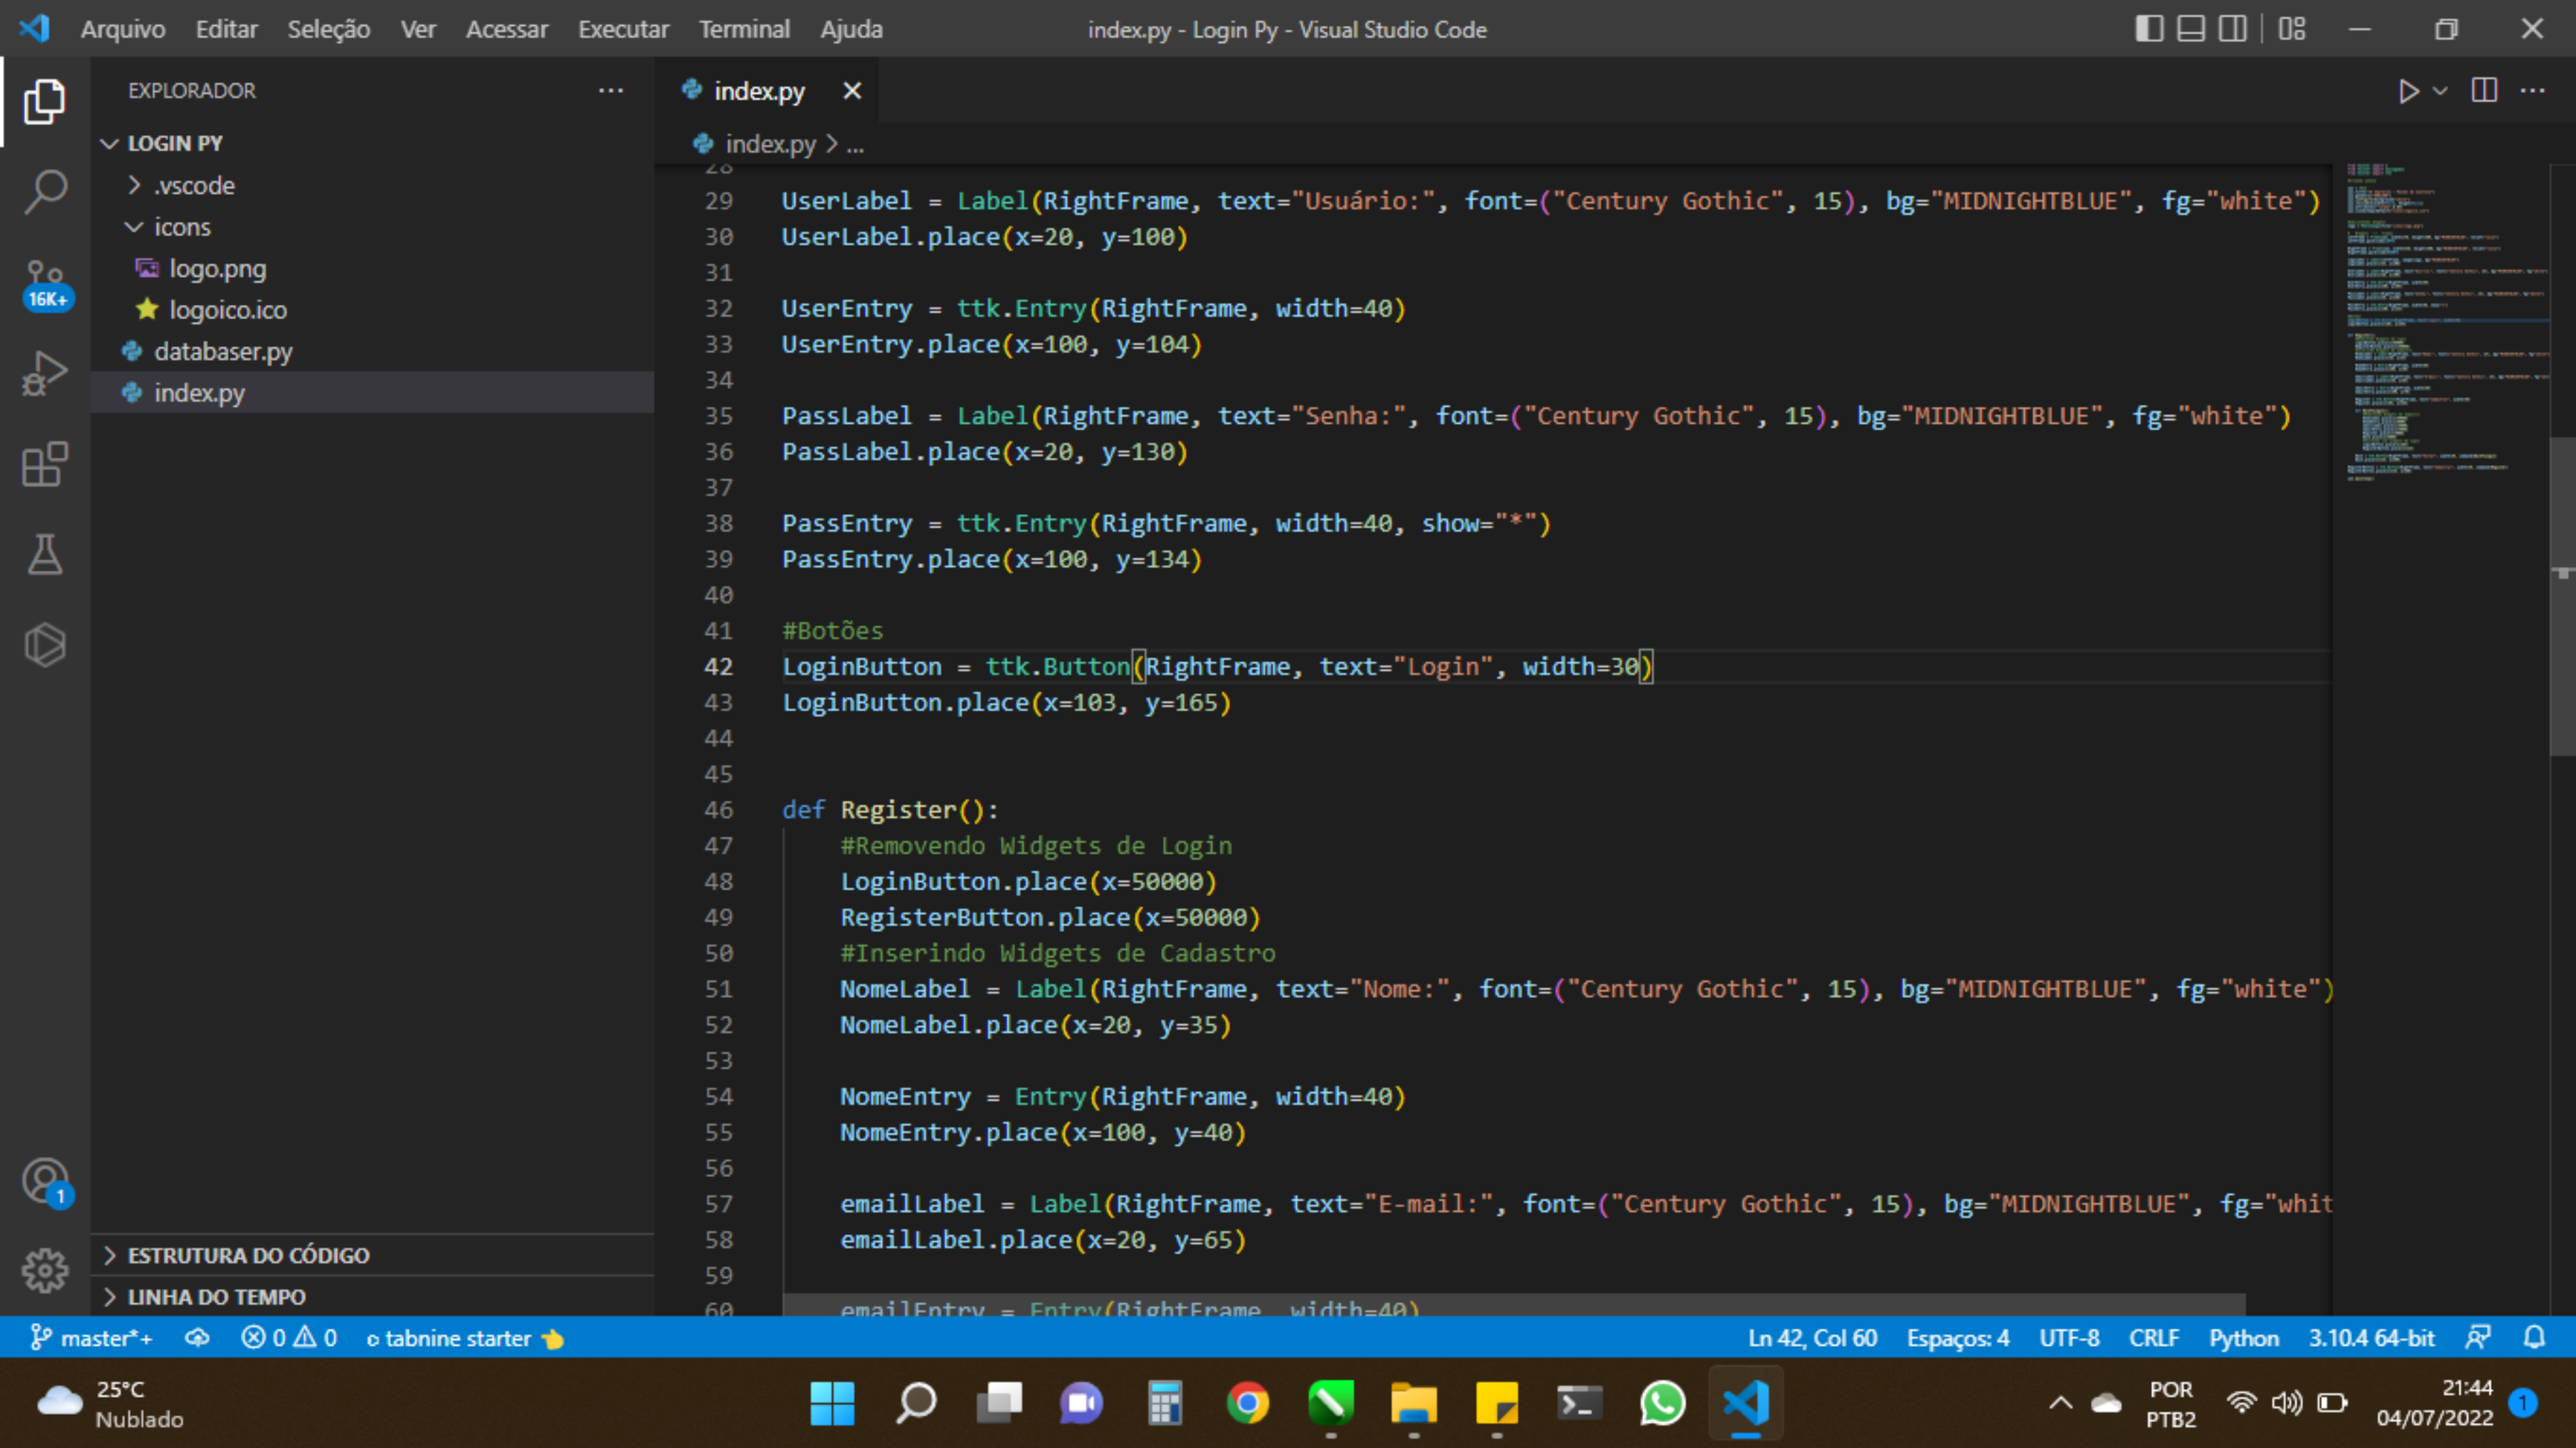 Arquivo Editar Seleção Ver Acessar Executar Terminal Ajuda
index.py - Login Py - Visual Studio Code
EXPLORADOR
LOGIN PY
.vscode
icons
logo.png
logoico.ico
databaser.py
index.py
16K+
1
ESTRUTURA DO CÓDIGO
LINHA DO TEMPO
index.py
index.py > ...
28
29 UserLabel = Label(RightFrame, text="Usuário:", font=("Century Gothic", 15), bg="MIDNIGHTBLUE", fg="white")
30 UserLabel.place(x=20, y=100)
31
32 UserEntry = ttk.Entry(RightFrame, width=40)
33 UserEntry.place(x=100, y=104)
34
35 PassLabel = Label(RightFrame, text="Senha:", font=("Century Gothic", 15), bg="MIDNIGHTBLUE", fg="white")
36 PassLabel.place(x=20, y=130)
37
38 PassEntry = ttk.Entry(RightFrame, width=40, show="*")
39 PassEntry.place(x=100, y=134)
40
41 #Botões
42 LoginButton = ttk.Button(RightFrame, text="Login", width=30)
43 LoginButton.place(x=103, y=165)
44
45
46 def Register():
47 #Removendo Widgets de Login
48 LoginButton.place(x=50000)
49 RegisterButton.place(x=50000)
50 #Inserindo Widgets de Cadastro
51 NomeLabel = Label(RightFrame, text="Nome:", font=("Century Gothic", 15), bg="MIDNIGHTBLUE", fg="white")
52 NomeLabel.place(x=20, y=35)
53
54 NomeEntry = Entry(RightFrame, width=40)
55 NomeEntry.place(x=100, y=40)
56
57 emailLabel = Label(RightFrame, text="E-mail:", font=("Century Gothic", 15), bg="MIDNIGHTBLUE", fg="whit
58 emailLabel.place(x=20, y=65)
59
60 emailEntry = Entry(RightFrame, width=40)
master*+ 0 0 tabnine starter
Ln 42, Col 60 Espaços: 4 UTF-8 CRLF Python 3.10.4 64-bit
25°C
Nublado
POR
PTB2
21:44
04/07/2022
1